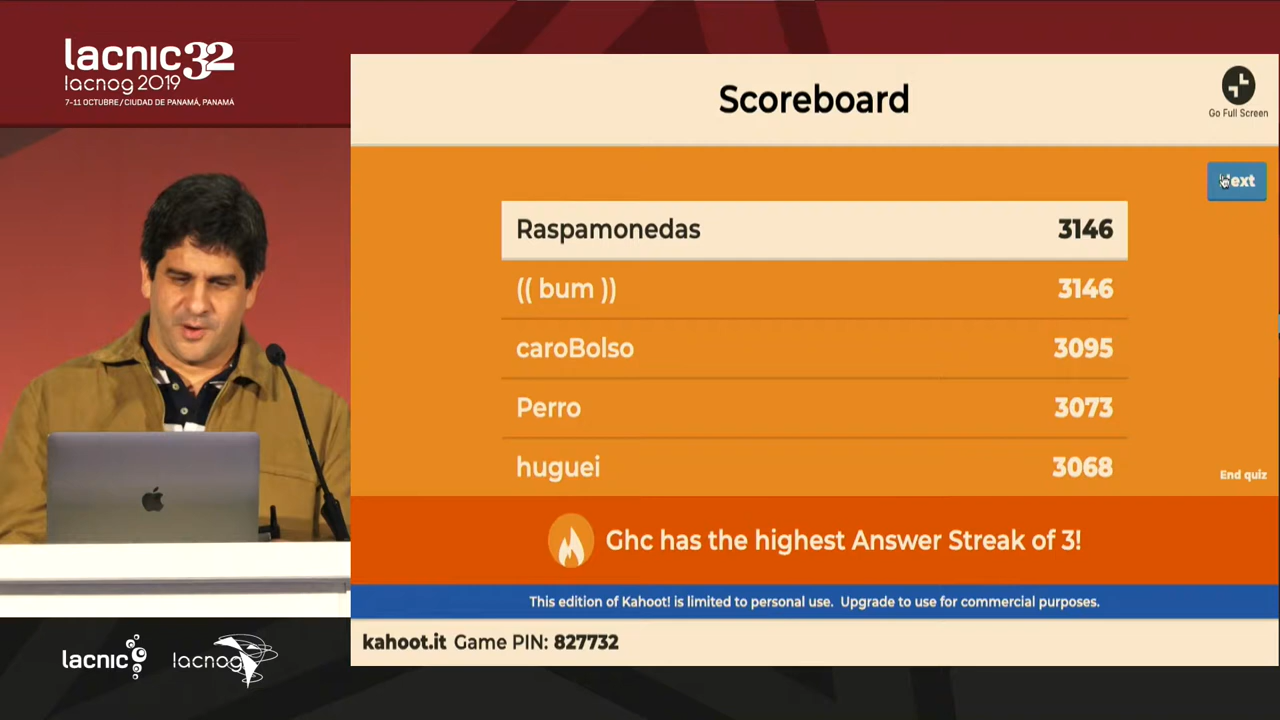 lacnic32
lacnog 2019
7-11 OCTUBRE / CIUDAD DE PANAMÁ, PANAMÁ
Scoreboard
Go Full Screen
Next
Raspamonedas 3146
(( bum )) 3146
caroBolso 3095
Perro 3073
huguei 3068
End quiz
Ghc has the highest Answer Streak of 3!
This edition of Kahoot! is limited to personal use. Upgrade to use for commercial purposes.
kahoot.it Game PIN: 827732
lacnic lacnog